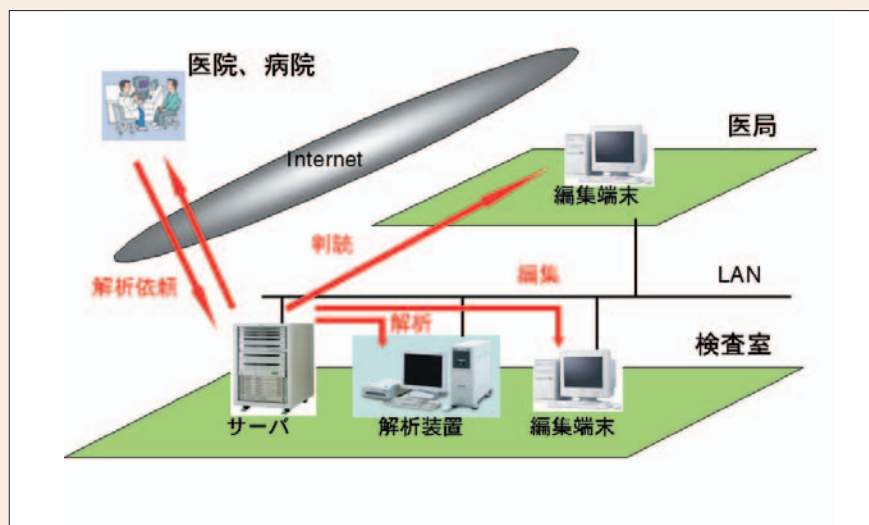 医院、病院
Internet
医局
編集端末
判読
解析依頼
編集
LAN
解析
検査室
サーバ
解析装置
編集端末